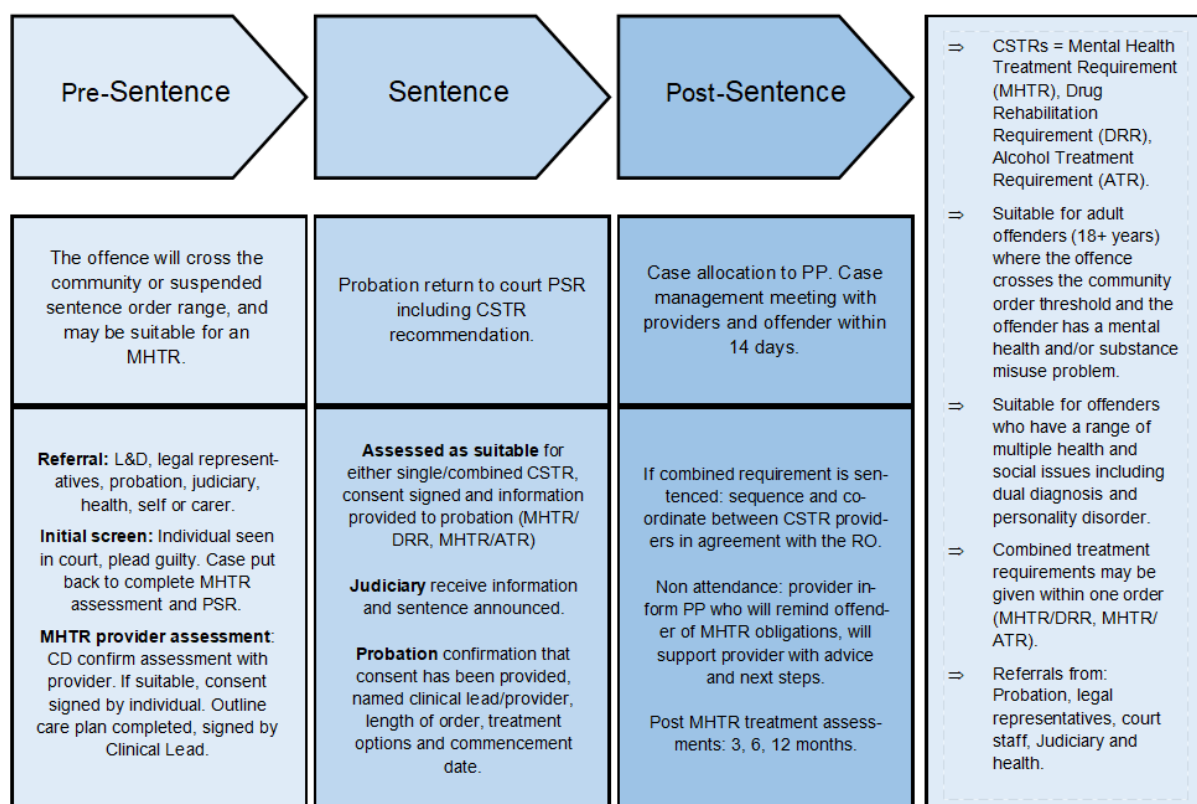 Pre-Sentence
Sentence
Post-Sentence
The offence will cross the
community or suspended
sentence order range, and
may be suitable for an
MHTR.
Probation return to court PSR
including CSTR
recommendation.
Case allocation to PP. Case
management meeting with
providers and offender within
14 days.
Referral: L&D, legal represent-
atives, probation, judiciary,
health, self or carer.
Initial screen: Individual seen
in court, plead guilty. Case put
back to complete MHTR
assessment and PSR.
MHTR provider assessment:
CD confirm assessment with
provider. If suitable, consent
signed by individual. Outline
care plan completed, signed by
Clinical Lead.
Assessed as suitable for
either single/combined CSTR,
consent signed and information
provided to probation (MHTR/
DRR, MHTR/ATR)
Judiciary receive information
and sentence announced.
Probation confirmation that
consent has been provided,
named clinical lead/provider,
length of order, treatment
options and commencement
date.
If combined requirement is sen-
tenced: sequence and co-
ordinate between CSTR provid-
ers in agreement with the RO.
Non attendance: provider in-
form PP who will remind offend-
er of MHTR obligations, will
support provider with advice
and next steps.
Post MHTR treatment assess-
ments: 3, 6, 12 months.
⇒ CSTRs = Mental Health
Treatment Requirement
(MHTR), Drug
Rehabilitation
Requirement (DRR),
Alcohol Treatment
Requirement (ATR).
⇒ Suitable for adult
offenders (18+ years)
where the offence
crosses the community
order threshold and the
offender has a mental
health and/or substance
misuse problem.
⇒ Suitable for offenders
who have a range of
multiple health and
social issues including
dual diagnosis and
personality disorder.
⇒ Combined treatment
requirements may be
given within one order
(MHTR/DRR, MHTR/
ATR).
⇒ Referrals from:
Probation, legal
representatives, court
staff, Judiciary and
health.